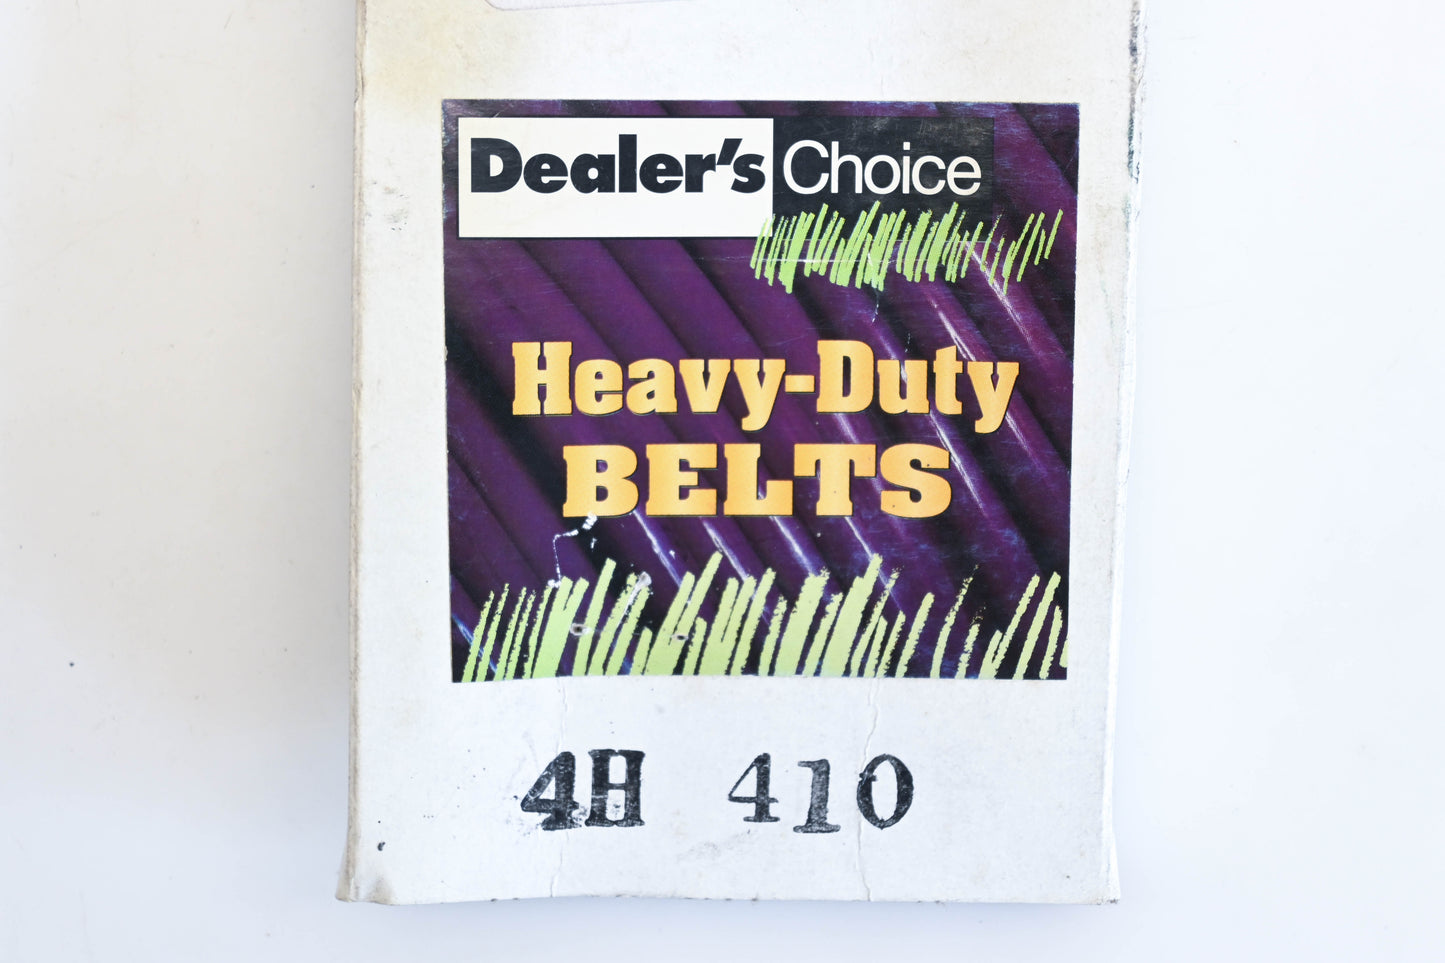 Dealer's Choice
Heavy-Duty
BELTS
4H 410